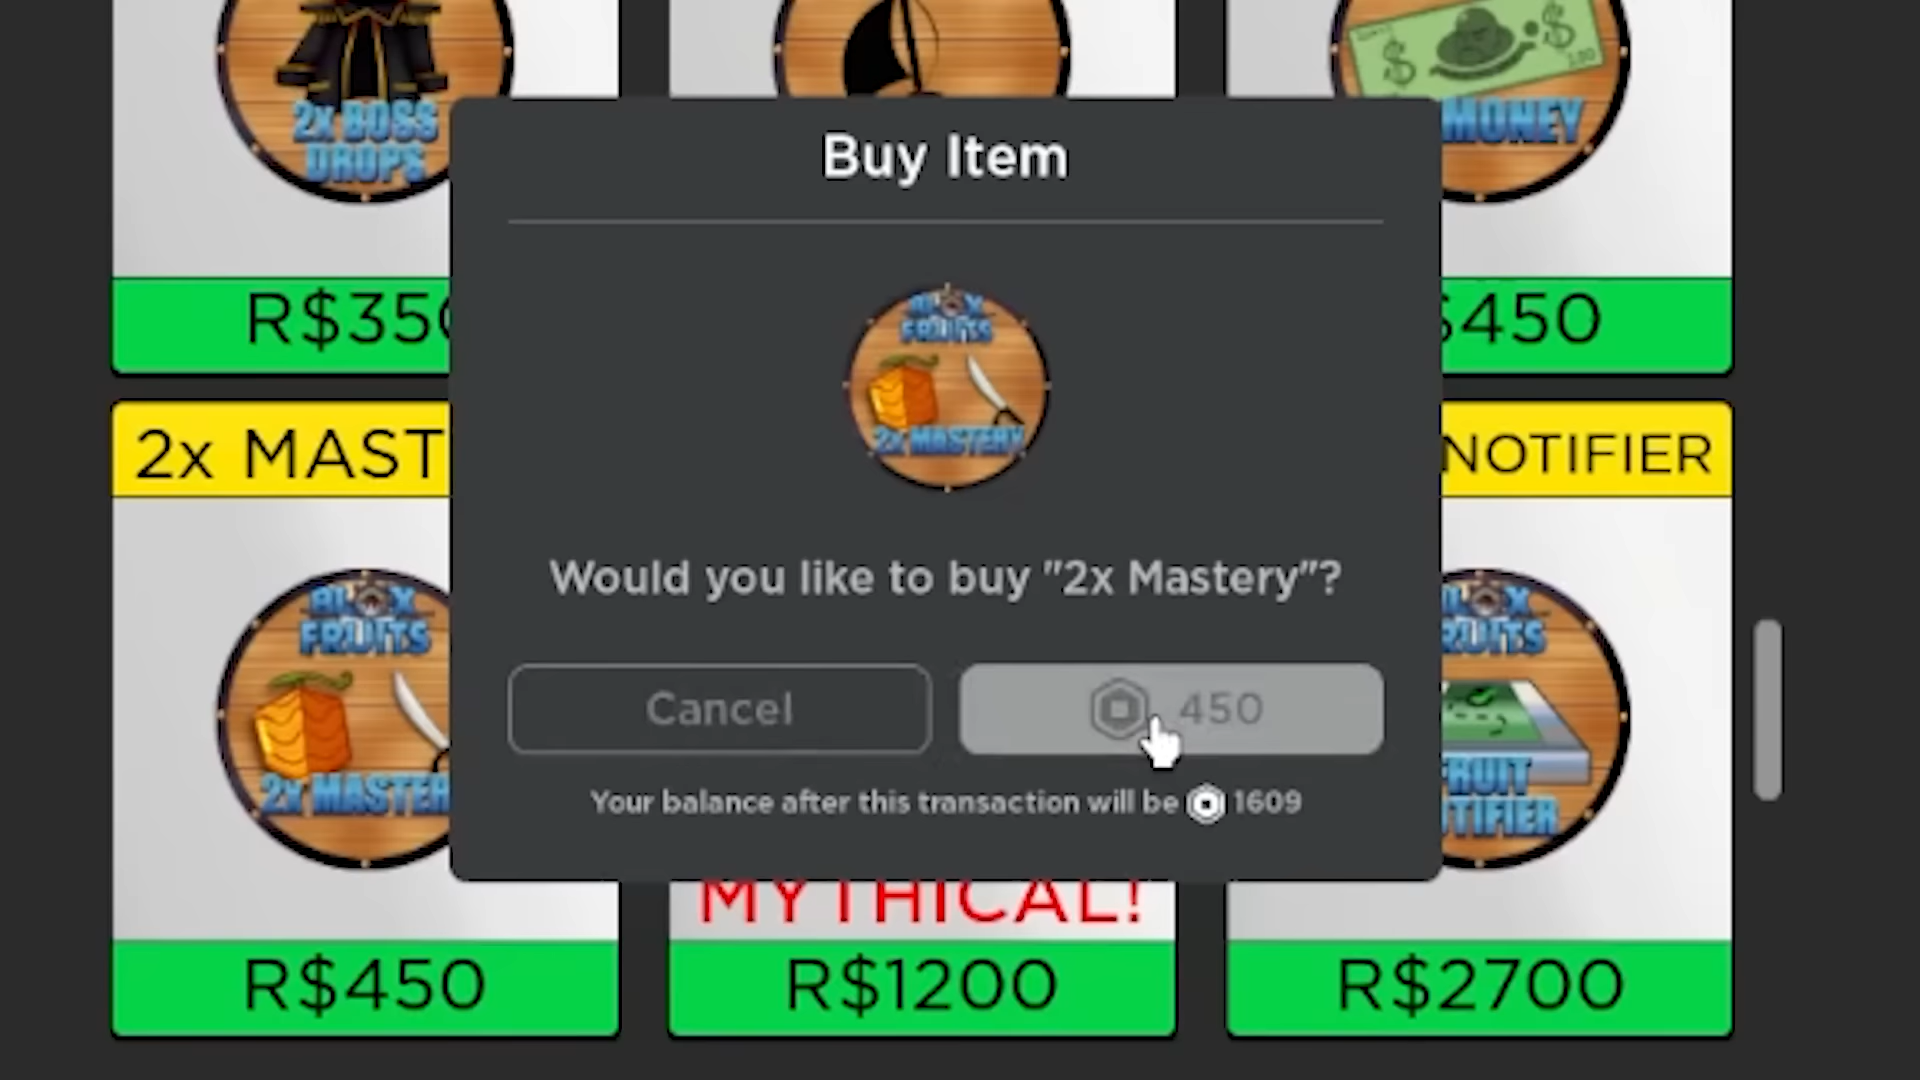 2x BOSS
DROPS
MONEY
R$350
$450
Buy Item
BLOX
FRUITS
2x MASTERY
Would you like to buy "2x Mastery"?
Cancel
450
Your balance after this transaction will be 1609
2x MAST
NOTIFIER
BLOX
FRUITS
2x MASTER
MYTHICAL!
FRUIT
NOTIFIER
R$450
R$1200
R$2700